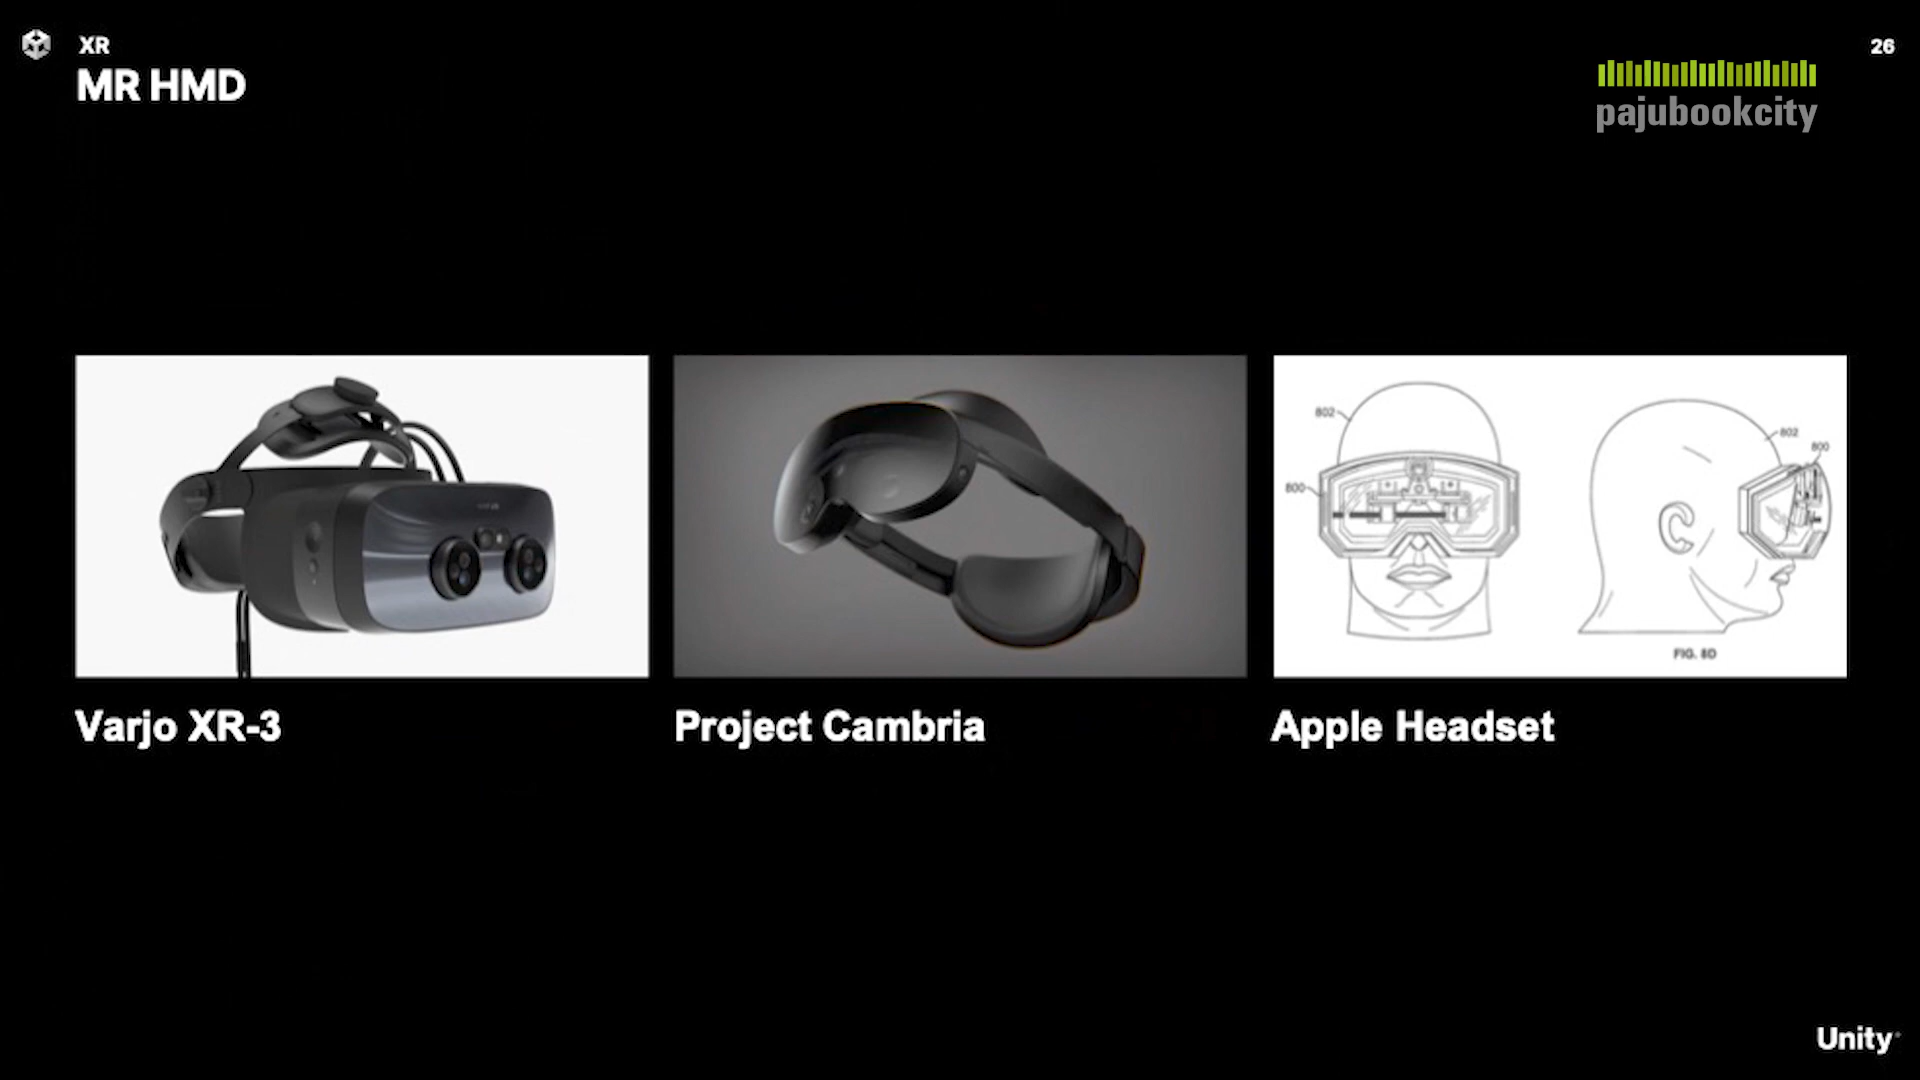 XR
MR HMD
26
pajubookcity
802
800
802
800
FIG. 8D
Varjo XR-3
Project Cambria
Apple Headset
Unity